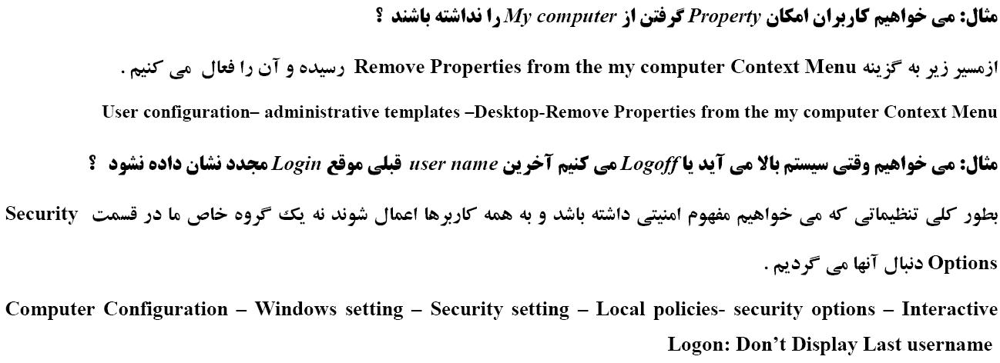 مثال: می خواهیم کاربران امکان Property گرفتن از My computer را نداشته باشند ؟
ازمسیر زیر به گزینه Remove Properties from the my computer Context Menu رسیده و آن را فعال می کنیم .
User configuration– administrative templates –Desktop-Remove Properties from the my computer Context Menu
مثال: می خواهیم وقتی سیستم بالا می آید یا Logoff می کنیم آخرین user name قبلی موقع Login مجدد نشان داده نشود ؟
بطور کلی تنظیماتی که می خواهیم مفهوم امنیتی داشته باشد و به همه کاربرها اعمال شوند نه یک گروه خاص ما در قسمت Security
Options دنبال آنها می گردیم .
Computer Configuration – Windows setting – Security setting – Local policies- security options – Interactive
Logon: Don’t Display Last username